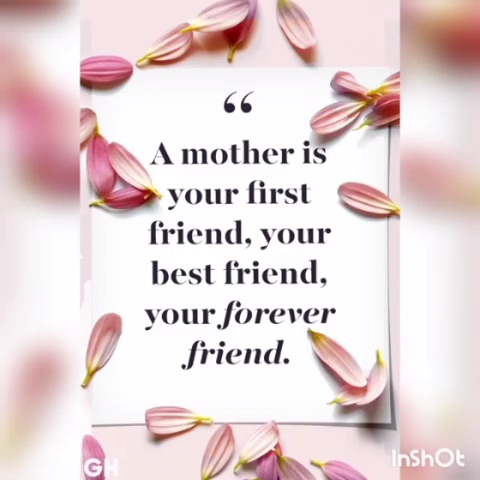 “
A mother is
your first
friend, your
best friend,
your forever
friend.
GH
InShOt